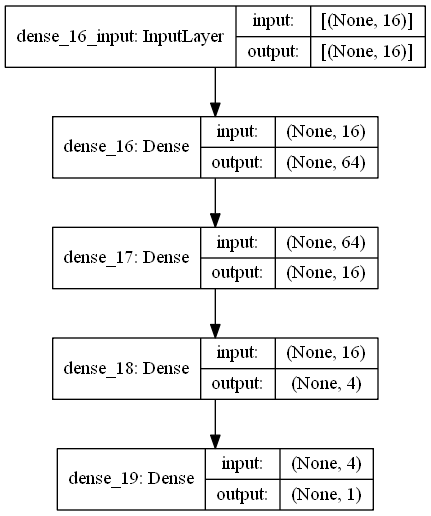 dense_16_input: InputLayer
input: [(None, 16)]
output: [(None, 16)]
dense_16: Dense
input: (None, 16)
output: (None, 64)
dense_17: Dense
input: (None, 64)
output: (None, 16)
dense_18: Dense
input: (None, 16)
output: (None, 4)
dense_19: Dense
input: (None, 4)
output: (None, 1)